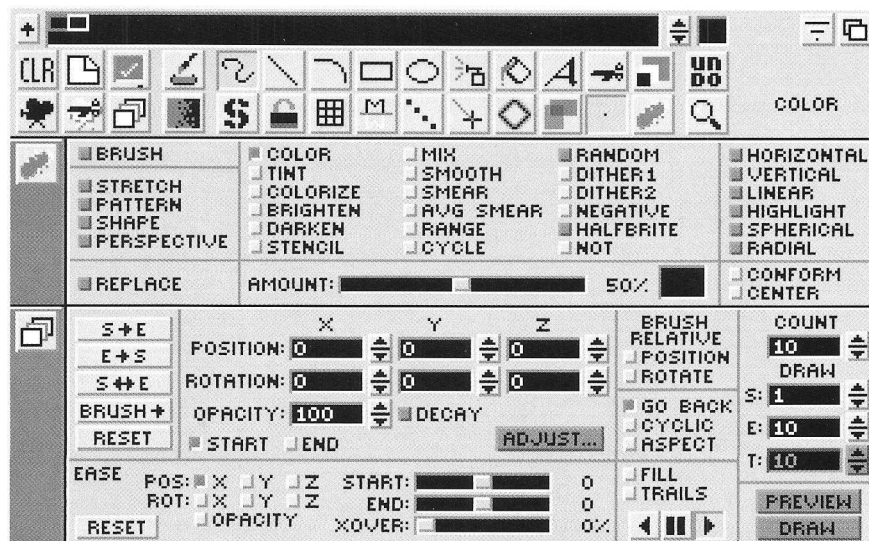 CLR A UNDO
$ M COLOR
BRUSH COLOR MIX RANDOM HORIZONTAL
TINT SMOOTH DITHER1 VERTICAL
STRETCH COLORIZE SMEAR DITHER2 LINEAR
PATTERN BRIGHTEN AVG SMEAR NEGATIVE HIGHLIGHT
SHAPE DARKEN RANGE HALFBRITE SPHERICAL
PERSPECTIVE STENCIL CYCLE NOT RADIAL
REPLACE AMOUNT: 50% CONFORM
CENTER
S→E X Y Z BRUSH COUNT
E→S POSITION: 0 0 0 RELATIVE 10
POSITION DRAW
S↔E ROTATION: 0 0 0 ROTATE S: 1
BRUSH→ OPACITY: 100 DECAY GO BACK E: 10
RESET START END ADJUST... CYCLIC
ASPECT T: 10
EASE POS: X Y Z START: 0 FILL
ROT: X Y Z END: 0 TRAILS PREVIEW
RESET OPACITY XOVER: 0% DRAW